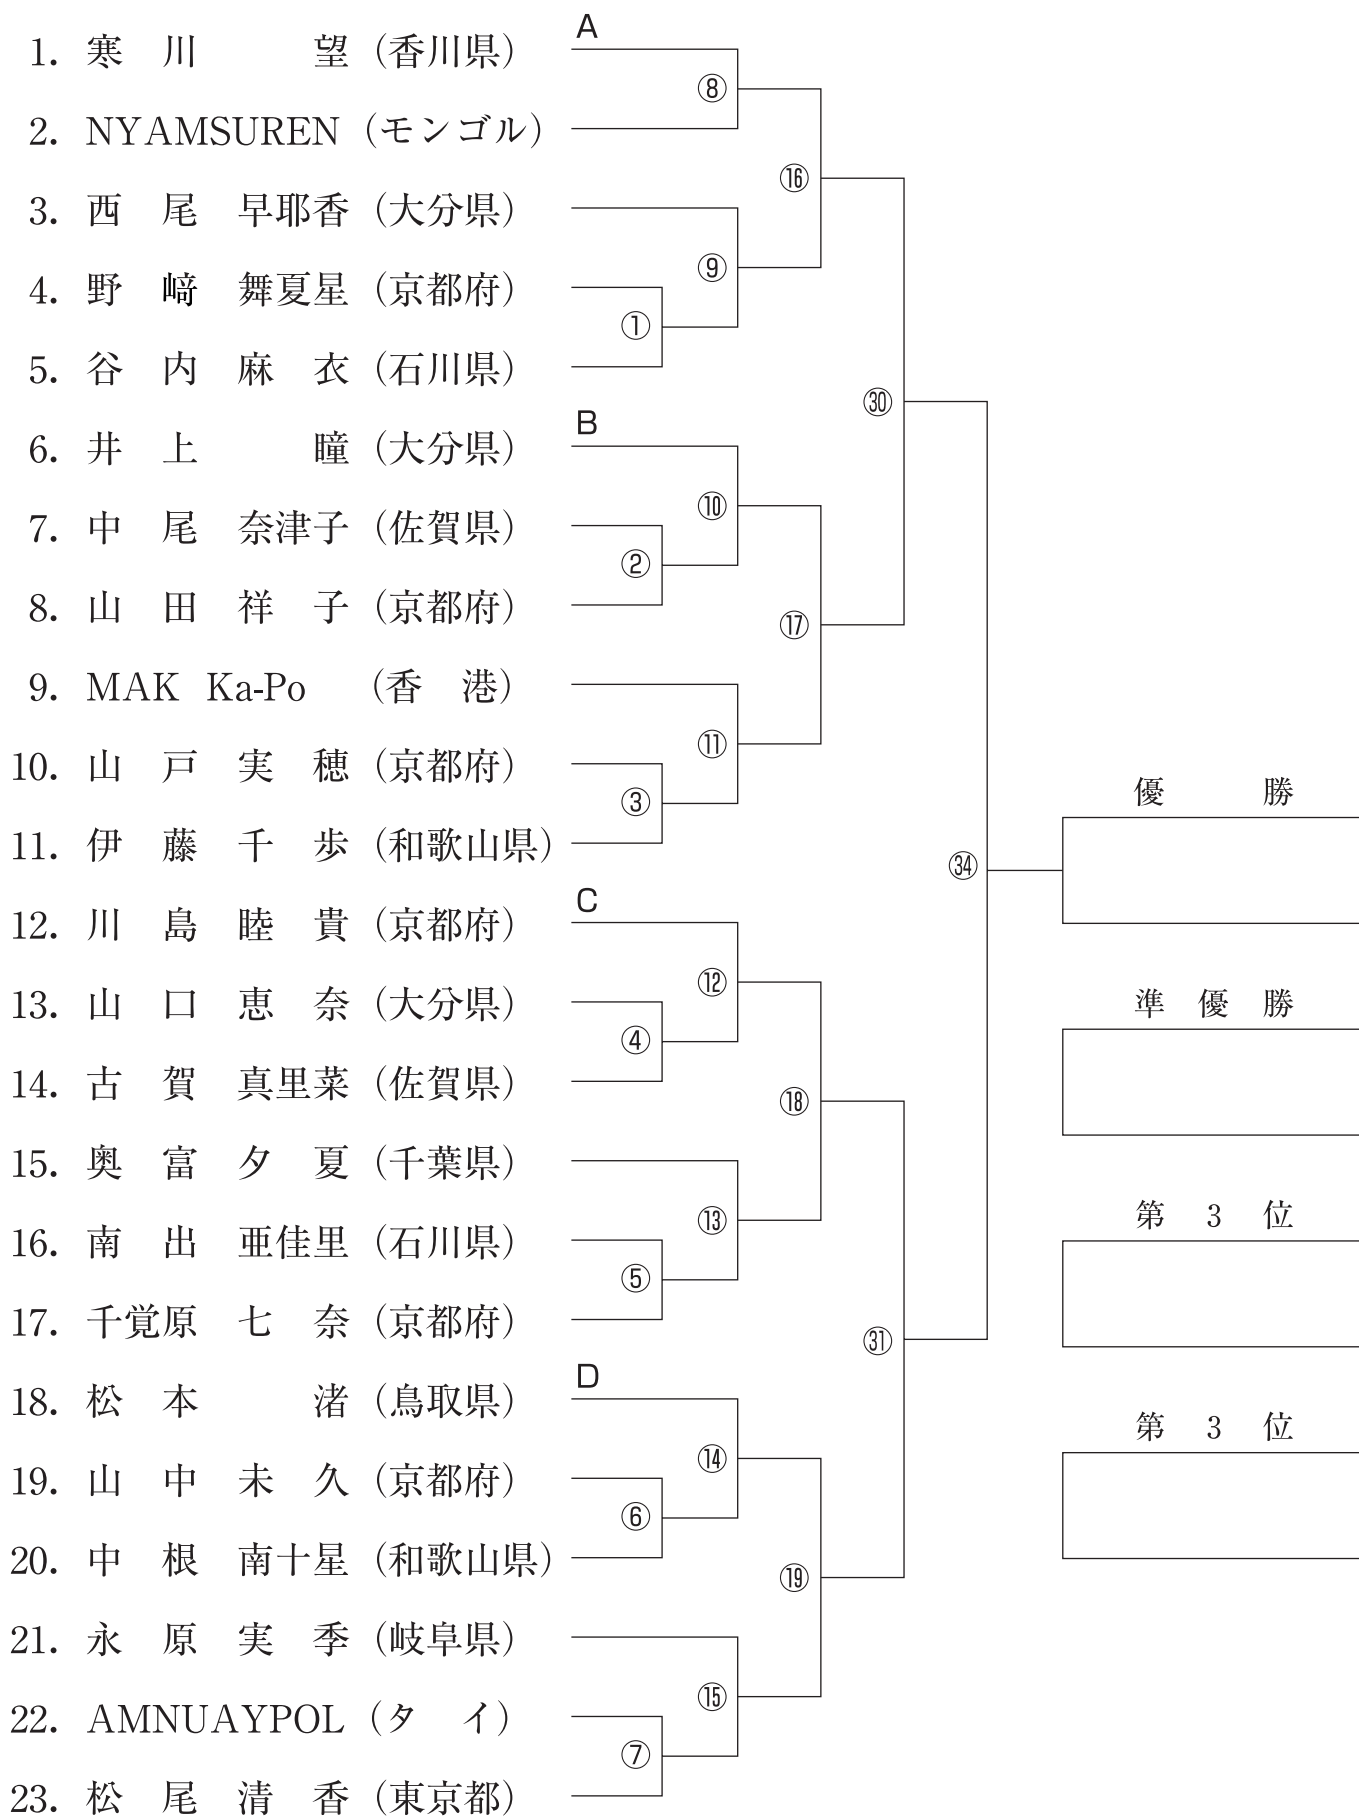 A
1. 寒川 望（香川県）
⑧
2. NYAMSUREN（モンゴル）
⑯
3. 西尾 早耶香（大分県）
⑨
4. 野﨑 舞夏星（京都府）
①
5. 谷内 麻衣（石川県）
㉚
B
6. 井上 瞳（大分県）
⑩
7. 中尾 奈津子（佐賀県）
②
8. 山田 祥子（京都府）
⑰
9. MAK Ka-Po （香港）
⑪
10. 山戸 実穂（京都府）
③
優勝
11. 伊藤 千歩（和歌山県）
㉞
C
12. 川島 睦貴（京都府）
⑫
準優勝
13. 山口 恵奈（大分県）
④
14. 古賀 真里菜（佐賀県）
⑱
15. 奥富 夕夏（千葉県）
⑬
第3位
16. 南出 亜佳里（石川県）
⑤
17. 千覚原 七奈（京都府）
㉛
D
18. 松本 渚（鳥取県）
第3位
⑭
19. 山中 未久（京都府）
⑥
20. 中根 南十星（和歌山県）
⑲
21. 永原 実季（岐阜県）
⑮
22. AMNUAYPOL（タイ）
⑦
23. 松尾 清香（東京都）